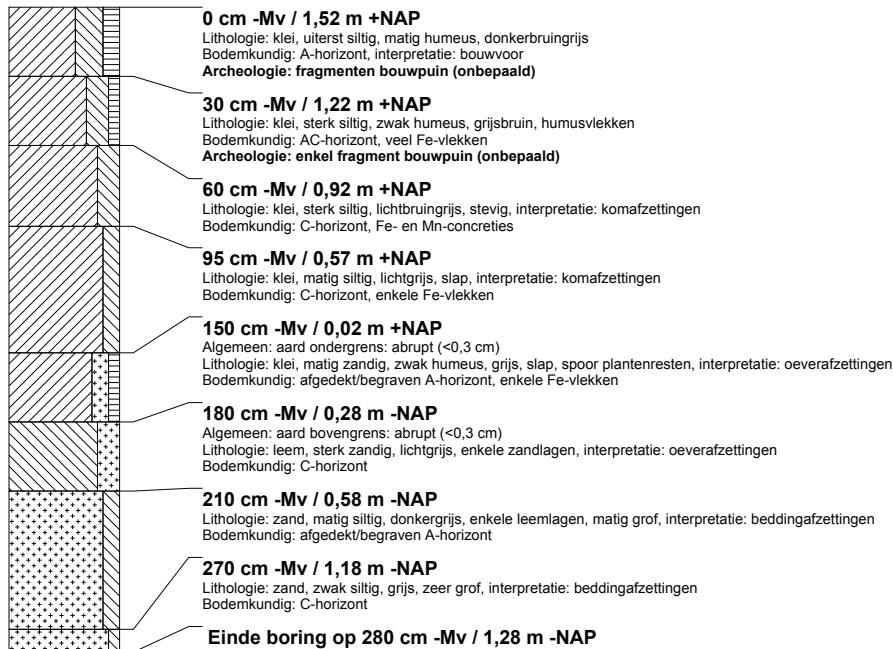 0 cm -Mv / 1,52 m +NAP
Lithologie: klei, uiterst siltig, matig humeus, donkerbruingrijs
Bodemkundig: A-horizont, interpretatie: bouwvoor
Archeologie: fragmenten bouwpuin (onbepaald)
30 cm -Mv / 1,22 m +NAP
Lithologie: klei, sterk siltig, zwak humeus, grijsbruin, humusvlekken
Bodemkundig: AC-horizont, veel Fe-vlekken
Archeologie: enkel fragment bouwpuin (onbepaald)
60 cm -Mv / 0,92 m +NAP
Lithologie: klei, sterk siltig, lichtbruingrijs, stevig, interpretatie: komafzettingen
Bodemkundig: C-horizont, Fe- en Mn-concreties
95 cm -Mv / 0,57 m +NAP
Lithologie: klei, matig siltig, lichtgrijs, slap, interpretatie: komafzettingen
Bodemkundig: C-horizont, enkele Fe-vlekken
150 cm -Mv / 0,02 m +NAP
Algemeen: aard ondergrens: abrupt (<0,3 cm)
Lithologie: klei, matig zandig, zwak humeus, grijs, slap, spoor plantenresten, interpretatie: oeverafzettingen
Bodemkundig: afgedekt/begraven A-horizont, enkele Fe-vlekken
180 cm -Mv / 0,28 m -NAP
Algemeen: aard bovengrens: abrupt (<0,3 cm)
Lithologie: leem, sterk zandig, lichtgrijs, enkele zandlagen, interpretatie: oeverafzettingen
Bodemkundig: C-horizont
210 cm -Mv / 0,58 m -NAP
Lithologie: zand, matig siltig, donkergrijs, enkele leemlagen, matig grof, interpretatie: beddingafzettingen
Bodemkundig: afgedekt/begraven A-horizont
270 cm -Mv / 1,18 m -NAP
Lithologie: zand, zwak siltig, grijs, zeer grof, interpretatie: beddingafzettingen
Bodemkundig: C-horizont
Einde boring op 280 cm -Mv / 1,28 m -NAP